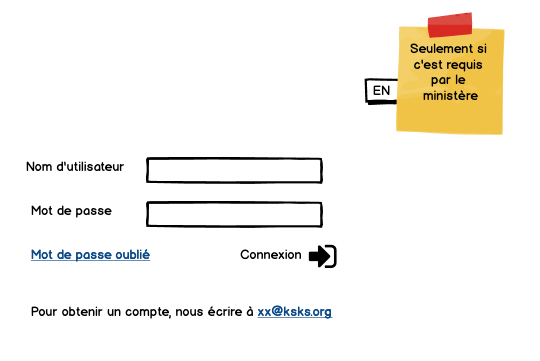 Seulement si
c'est requis
par le
ministère
EN
Nom d'utilisateur
Mot de passe
Mot de passe oublié
Connexion
Pour obtenir un compte, nous écrire à xx@ksks.org